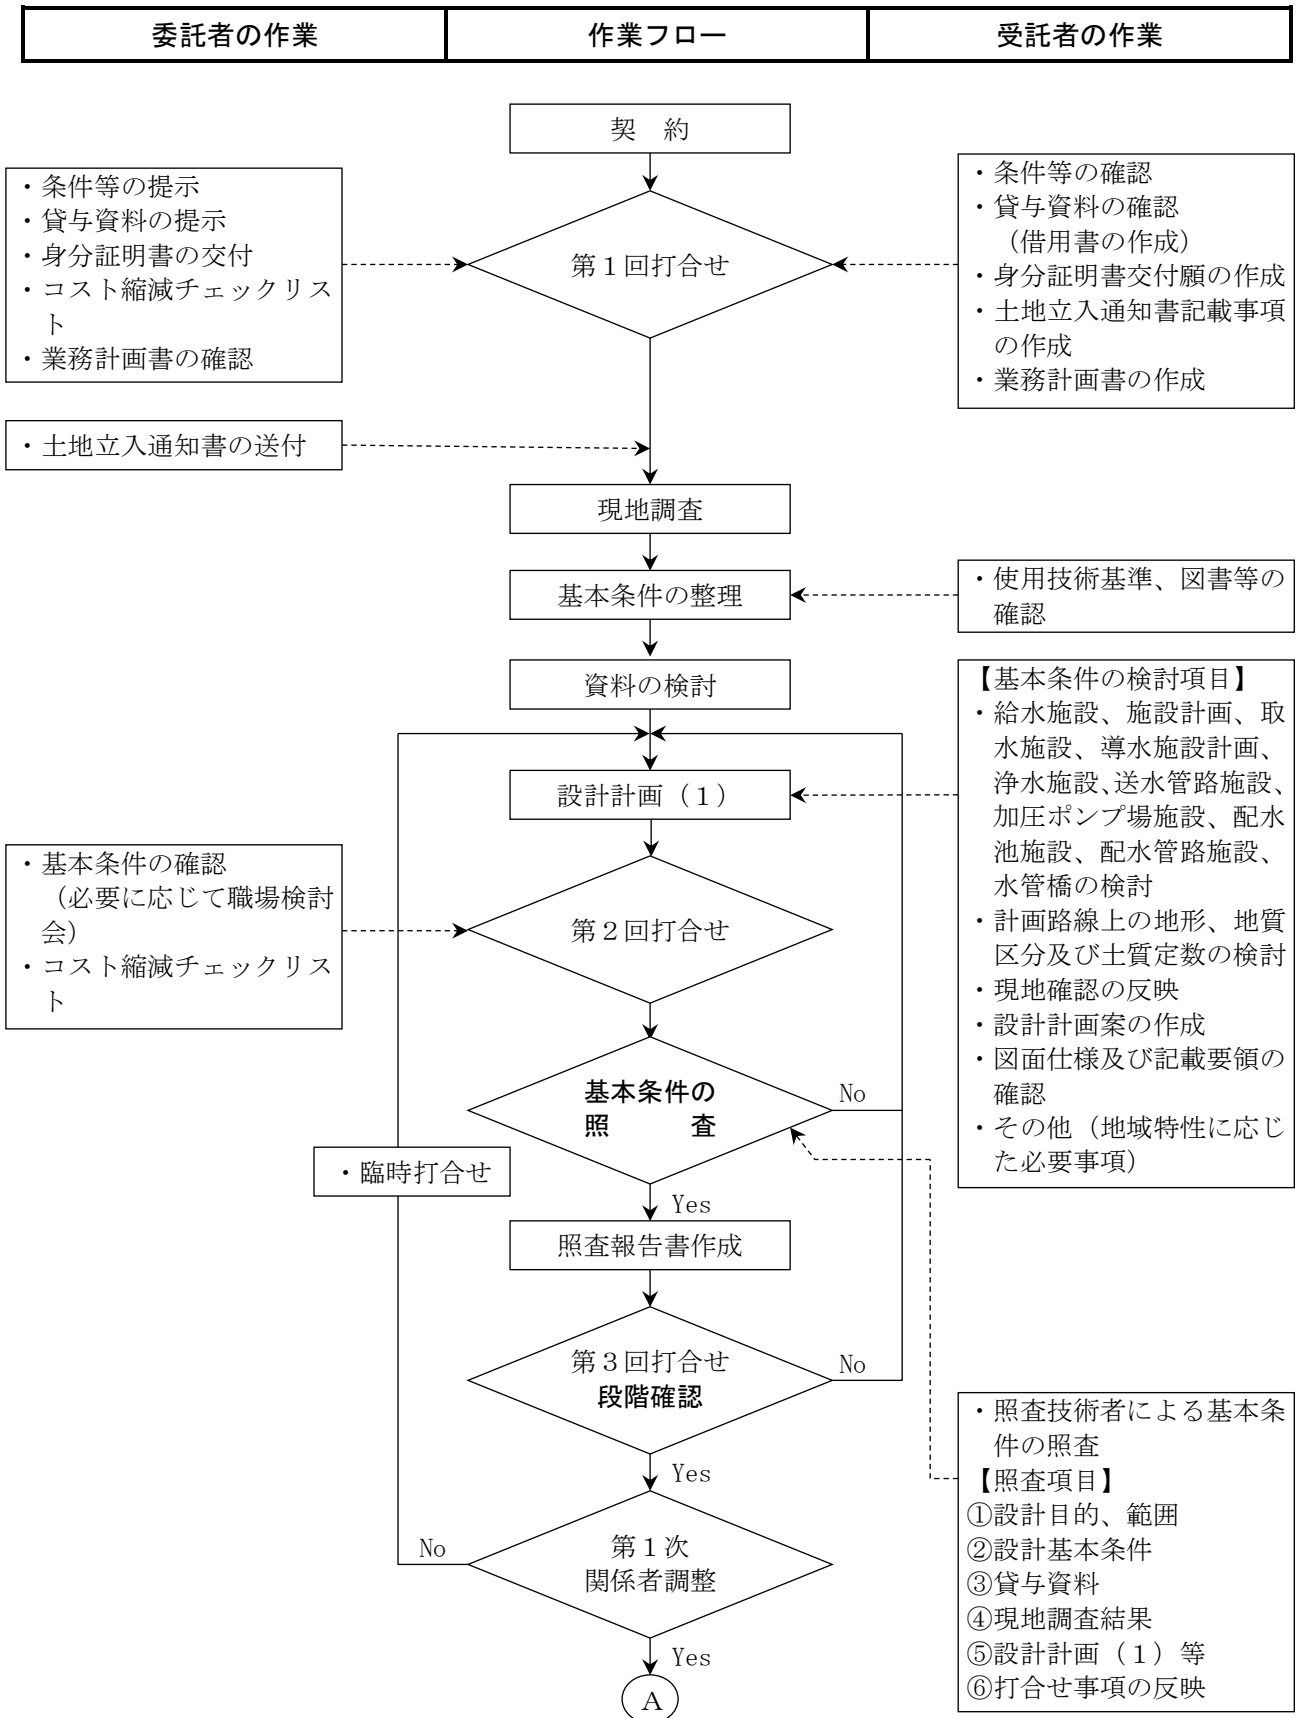 委託者の作業
作業フロー
受託者の作業
契　約
・条件等の提示
・貸与資料の提示
・身分証明書の交付
・コスト縮減チェックリス
ト
・業務計画書の確認
第１回打合せ
・条件等の確認
・貸与資料の確認
（借用書の作成）
・身分証明書交付願の作成
・土地立入通知書記載事項
の作成
・業務計画書の作成
・土地立入通知書の送付
現地調査
基本条件の整理
・使用技術基準、図書等の
確認
資料の検討
設計計画（１）
【基本条件の検討項目】
・給水施設、施設計画、取
水施設、導水施設計画、
浄水施設、送水管路施設、
加圧ポンプ場施設、配水
池施設、配水管路施設、
水管橋の検討
・計画路線上の地形、地質
区分及び土質定数の検討
・現地確認の反映
・設計計画案の作成
・図面仕様及び記載要領の
確認
・その他（地域特性に応じ
た必要事項）
・基本条件の確認
（必要に応じて職場検討
会）
・コスト縮減チェックリス
ト
第２回打合せ
基本条件の
照　　査
No
・臨時打合せ
Yes
照査報告書作成
第３回打合せ
段階確認
No
Yes
・照査技術者による基本条
件の照査
【照査項目】
①設計目的、範囲
②設計基本条件
③貸与資料
④現地調査結果
⑤設計計画（１）等
⑥打合せ事項の反映
No
第１次
関係者調整
Yes
A